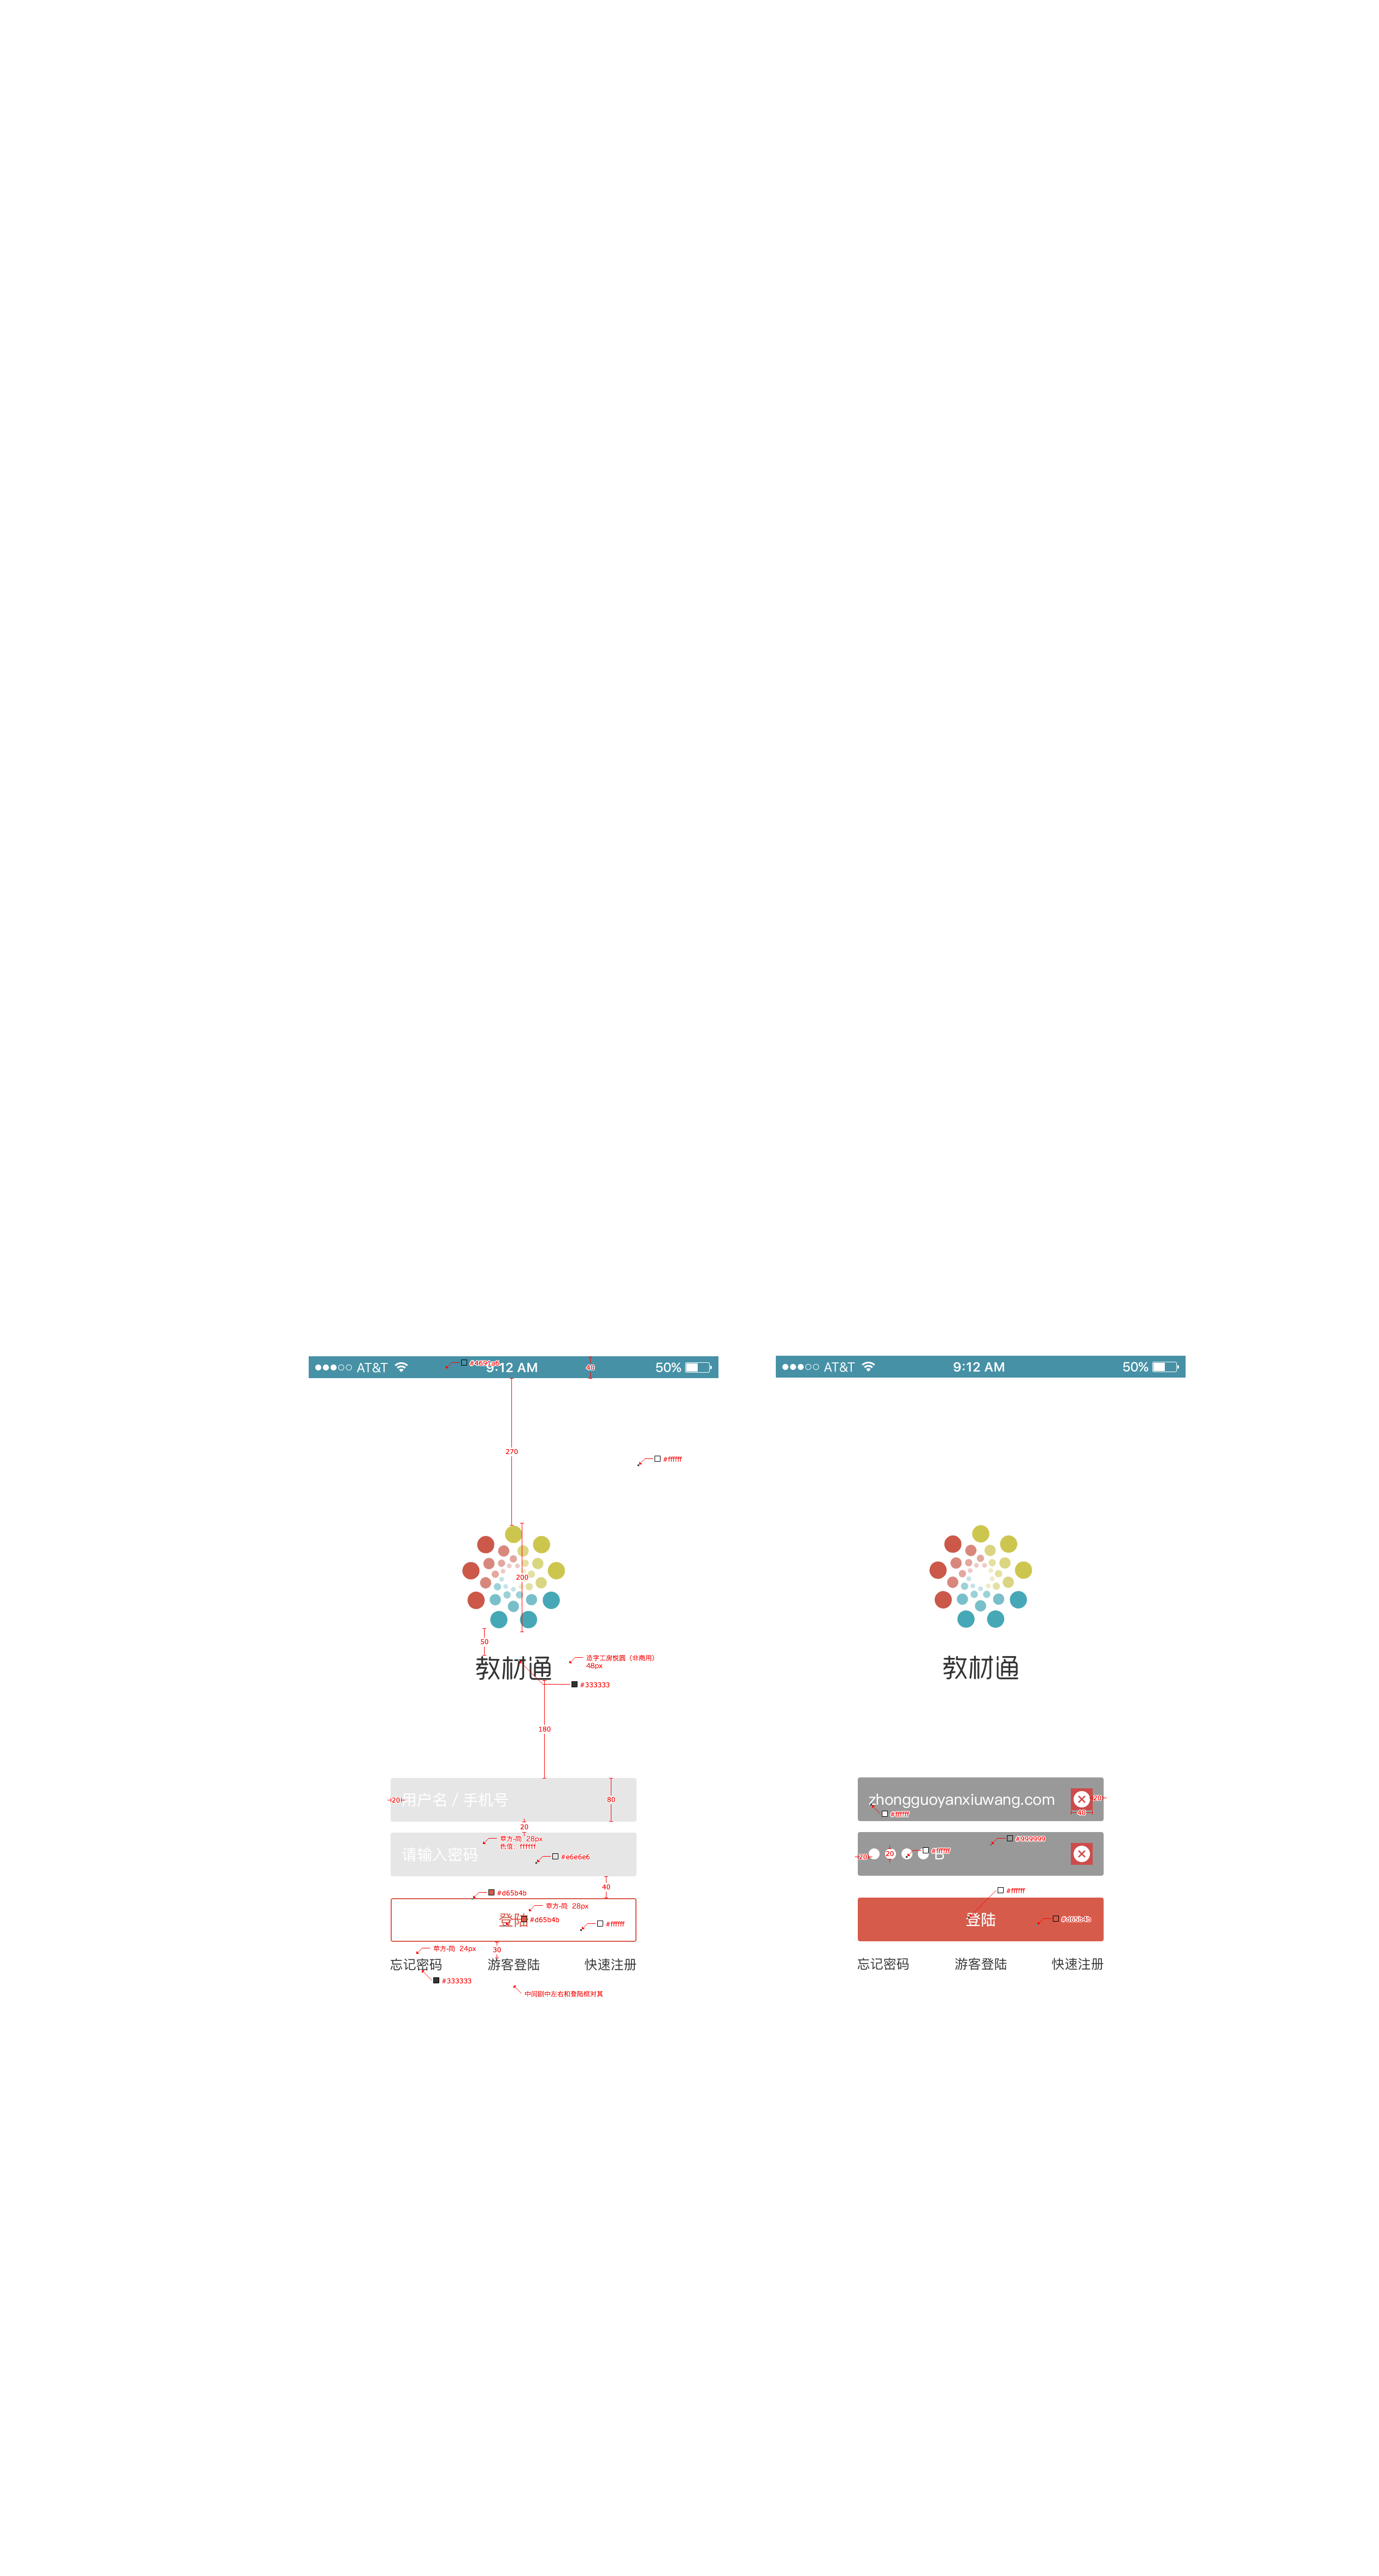 AT&T 9:12 AM 40 50%
AT&T 9:12 AM 50%
270
#ffffff
200
50
教材通
造字工房悦圆（非商用）
48px
#333333
180
教材通
20 用户名 / 手机号 80
20
请输入密码
苹方-简 28px
色值：ffffff
#e6e6e6
40
#d65b4b
登陆
苹方-简 28px
#d65b4b
#ffffff
30
苹方-简 24px
忘记密码 游客登陆 快速注册
#333333
中间剧中左右和登陆框对其
zhongguoyanxiuwang.com 20
40
#ffffff
#999999
20 20 #ffffff
#ffffff
登陆 #d65b4b
忘记密码 游客登陆 快速注册